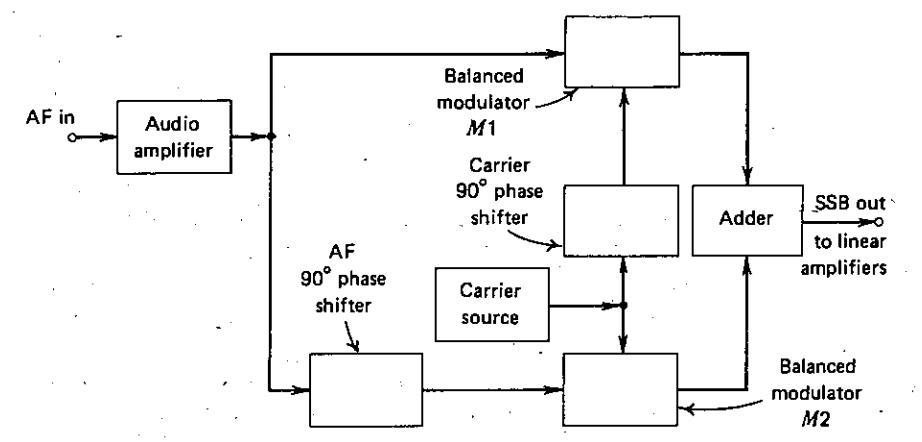 Balanced
modulator
M1
AF in
Audio
amplifier
Carrier
90° phase
shifter
Adder
SSB out
to linear
amplifiers
AF
90° phase
shifter
Carrier
source
Balanced
modulator
M2